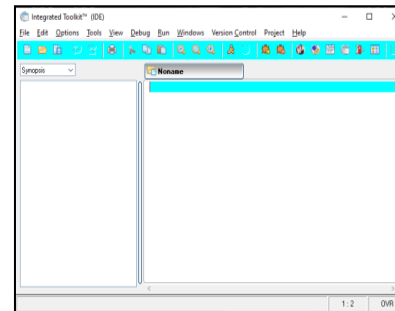 Integrated Toolkit™ (IDE)
File Edit Options Tools View Debug Run Windows Version Control Project Help
Synopsis
Noname
1 : 2 OVR